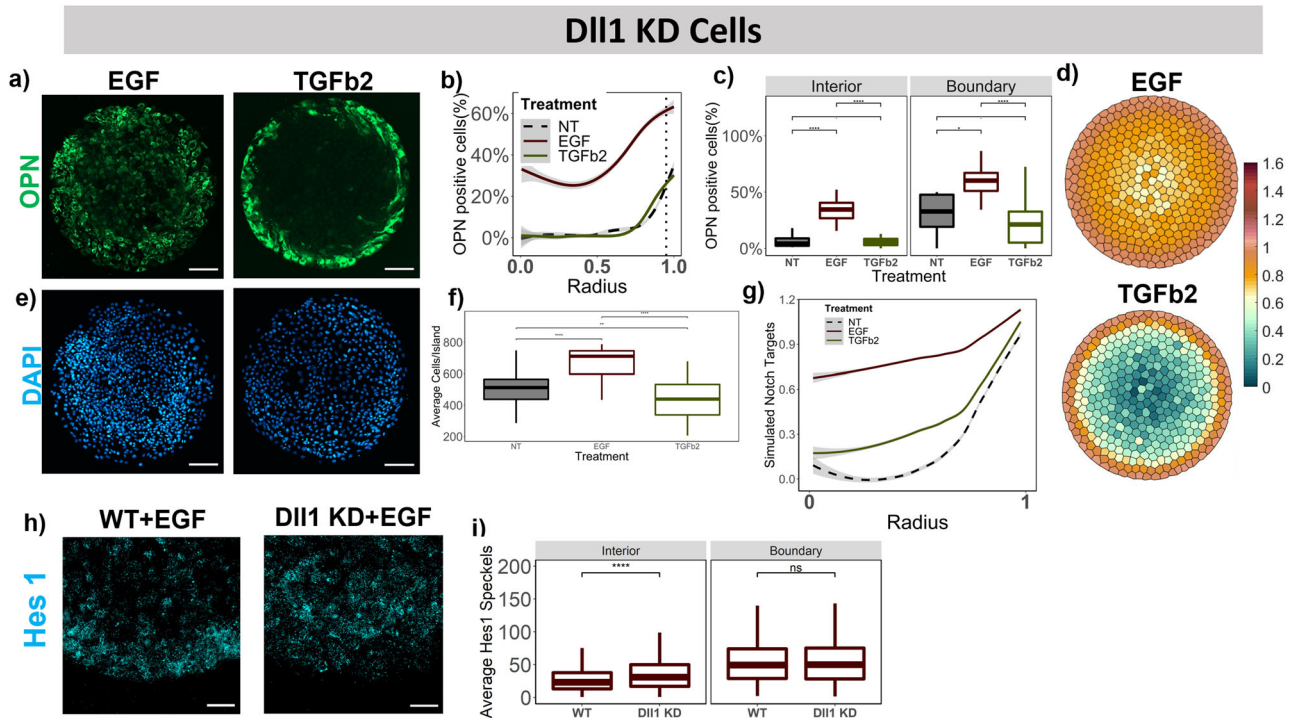 Dll1 KD Cells
a)
EGF
TGFb2
OPN
b)
OPN positive cells(%)
60%
40%
20%
0%
Treatment
NT
EGF
TGFb2
0.0
0.5
1.0
Radius
c)
Interior
Boundary
OPN positive cells(%)
100%
50%
0%
****
****
****
*
NT
EGF
TGFb2
NT
EGF
TGFb2
Treatment
d)
EGF
TGFb2
1.6
1.4
1.2
1
0.8
0.6
0.4
0.2
0
e)
DAPI
f)
Average Cells/Island
800
600
400
200
****
**
****
NT
EGF
TGFb2
Treatment
g)
Simulated Notch Targets
1.2
0.9
0.6
0.3
0.0
Treatment
NT
EGF
TGFb2
0
1
Radius
h)
WT+EGF
Dll1 KD+EGF
Hes 1
i)
Interior
Boundary
Average Hes1 Speckels
200
150
100
50
0
****
ns
WT
Dll1 KD
WT
Dll1 KD